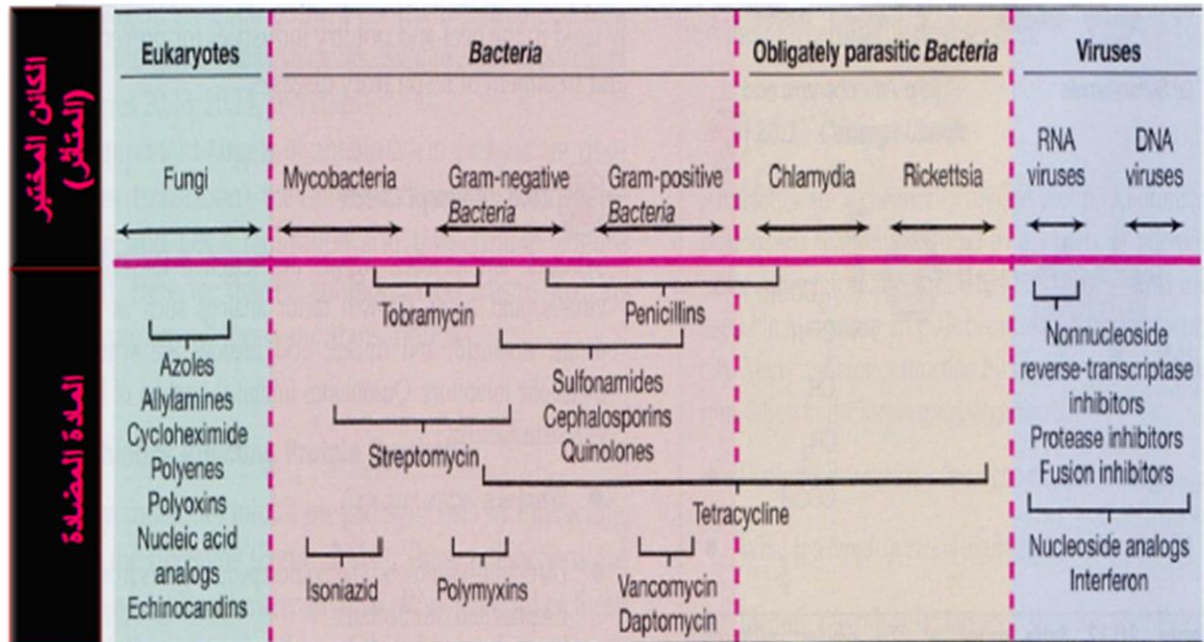 الكائن المختبر
(المتأثر)
المادة المضادة
Eukaryotes
Bacteria
Obligately parasitic Bacteria
Viruses
Fungi
Mycobacteria
Gram-negative
Bacteria
Gram-positive
Bacteria
Chlamydia
Rickettsia
RNA
viruses
DNA
viruses
Tobramycin
Penicillins
Azoles
Allylamines
Cycloheximide
Polyenes
Polyoxins
Nucleic acid
analogs
Echinocandins
Sulfonamides
Cephalosporins
Quinolones
Streptomycin
Tetracycline
Isoniazid
Polymyxins
Vancomycin
Daptomycin
Nonnucleoside
reverse-transcriptase
inhibitors
Protease inhibitors
Fusion inhibitors
Nucleoside analogs
Interferon